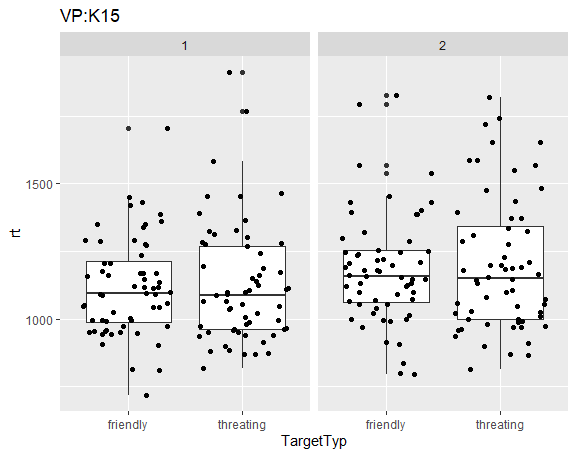 VP:K15
1 2
rt
1500
1000
friendly threating friendly threating
TargetTyp